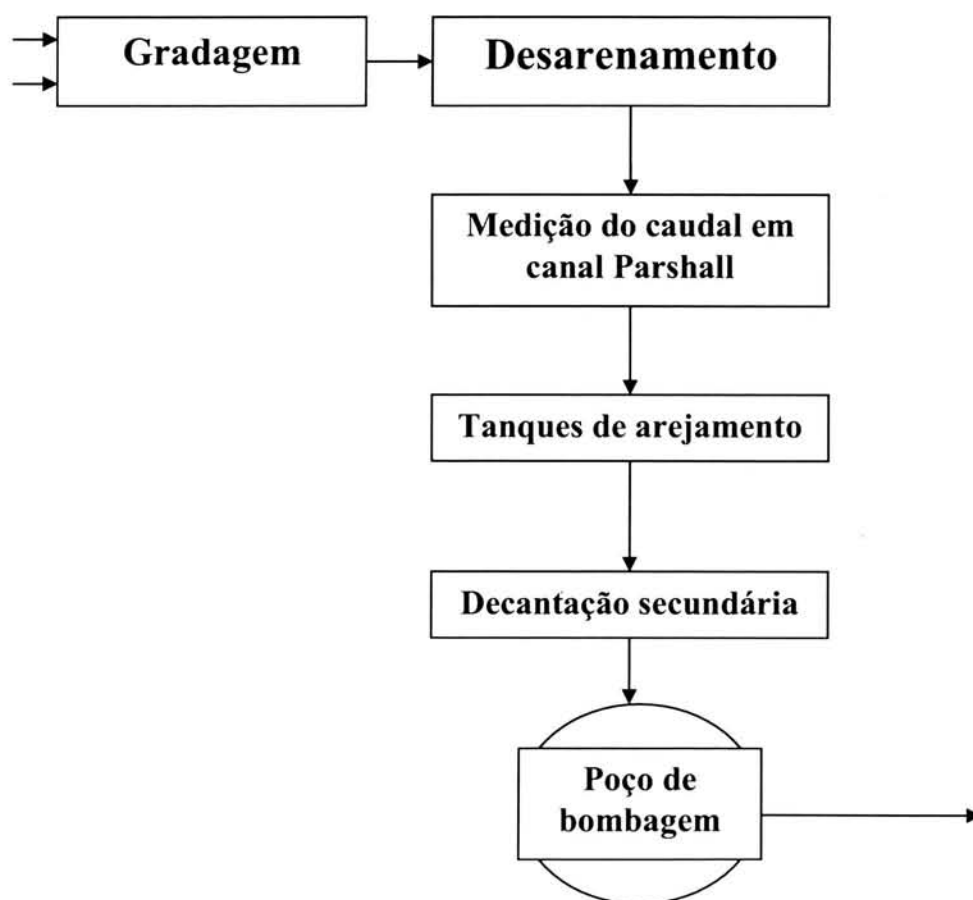 Gradagem
Desarenamento
Medição do caudal em
canal Parshall
Tanques de arejamento
Decantação secundária
Poço de
bombagem